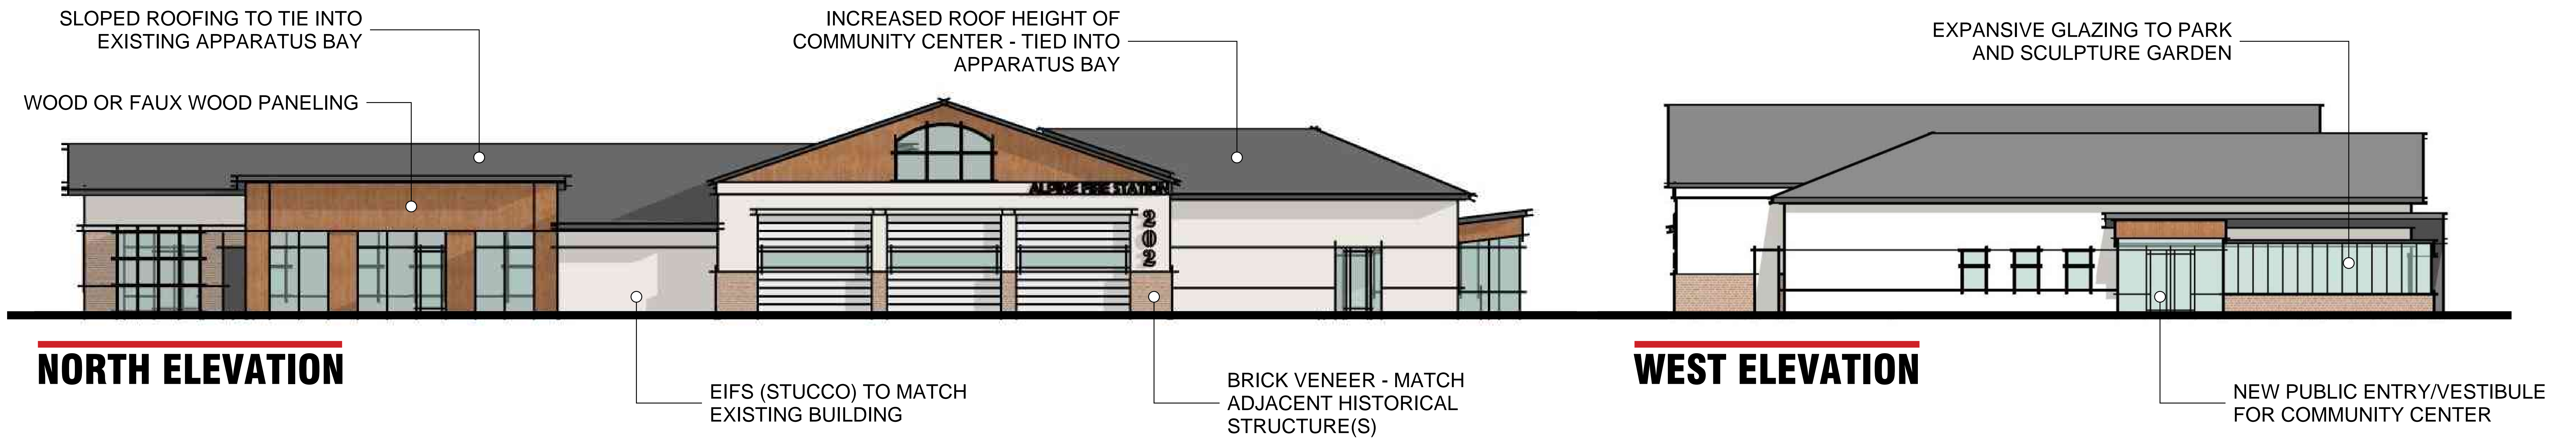 SLOPED ROOFING TO TIE INTO
EXISTING APPARATUS BAY
WOOD OR FAUX WOOD PANELING
INCREASED ROOF HEIGHT OF
COMMUNITY CENTER - TIED INTO
APPARATUS BAY
EXPANSIVE GLAZING TO PARK
AND SCULPTURE GARDEN
ALPINE FIRE STATION
202
NORTH ELEVATION
EIFS (STUCCO) TO MATCH
EXISTING BUILDING
BRICK VENEER - MATCH
ADJACENT HISTORICAL
STRUCTURE(S)
WEST ELEVATION
NEW PUBLIC ENTRY/VESTIBULE
FOR COMMUNITY CENTER